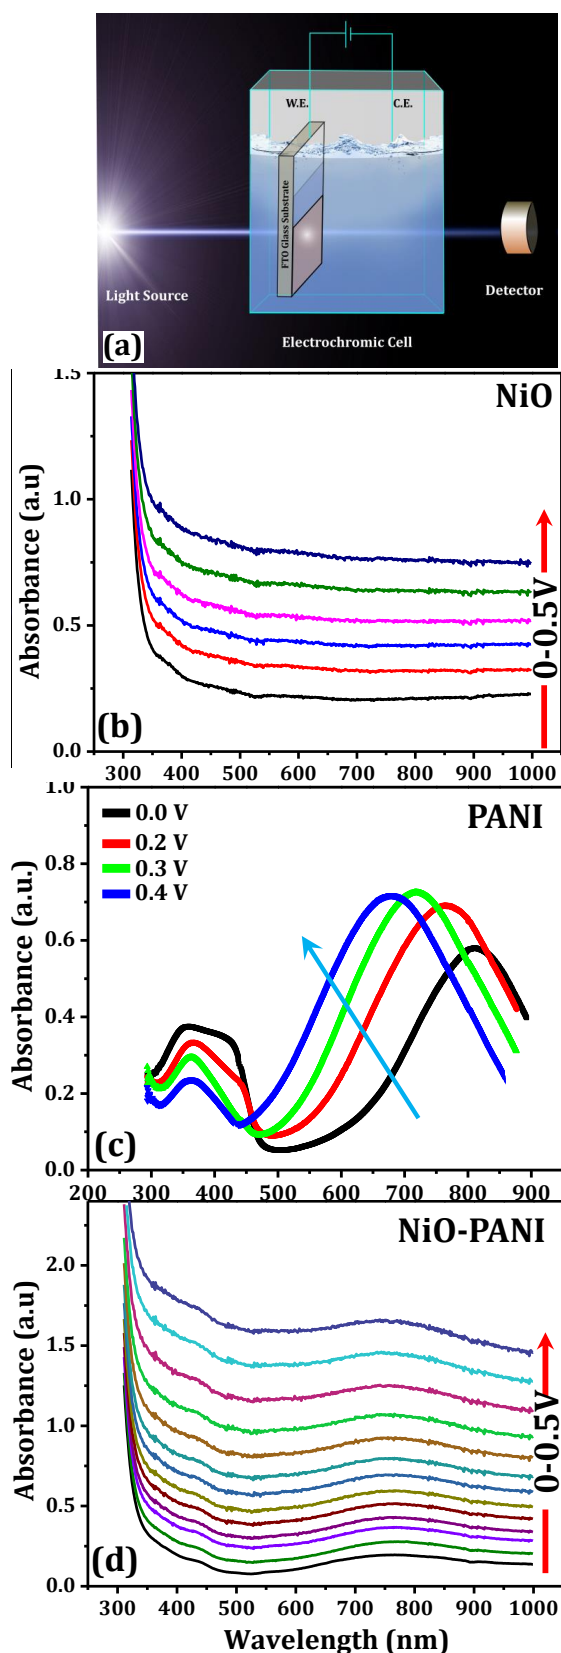 W.E.
C.E.
FTO Glass Substrate
Light Source
Detector
Electrochromic Cell
(a)
1.5
NiO
1.0
0.5
0.0
Absorbance (a.u)
0-0.5V
(b)
300 400 500 600 700 800 900 1000
1.0
PANI
0.0 V
0.2 V
0.3 V
0.4 V
0.8
0.6
0.4
0.2
0.0
Absorbance (a.u.)
(c)
200 300 400 500 600 700 800 900
NiO-PANI
2.0
1.5
1.0
0.5
0.0
Absorbance (a.u)
0-0.5V
(d)
300 400 500 600 700 800 900 1000
Wavelength (nm)